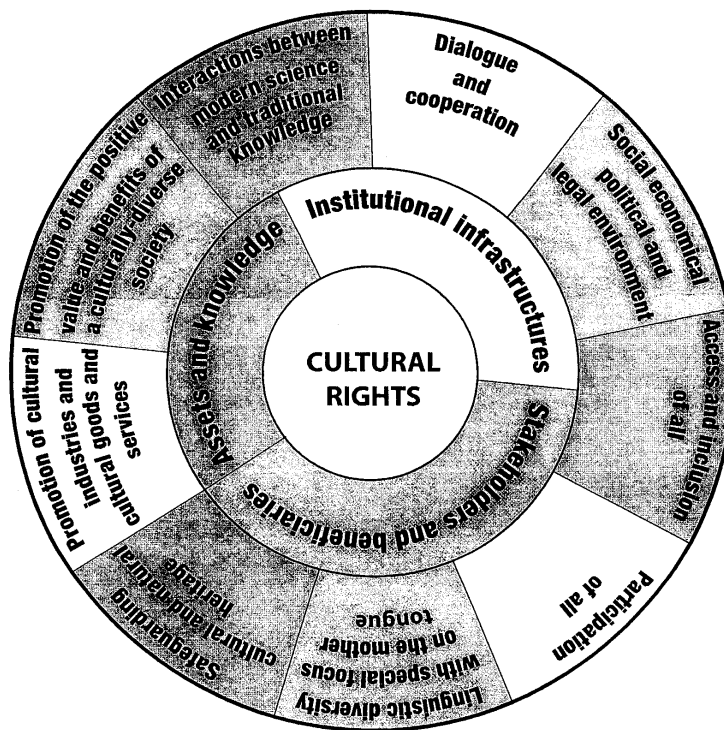 CULTURAL
RIGHTS
Institutional infrastructures
Stakeholders and beneficiaries
Assets and knowledge
Dialogue
and
cooperation
Social economical
political and
legal environment
Access and inclusion
of all
Participation
of all
Linguistic diversity
with special focus
on the mother
tongue
Safeguarding
cultural and natural
heritage
Promotion of cultural
industries and
cultural goods and
services
Promotion of the positive
value and benefits of
a culturally-diverse
society
Interactions between
modern science
and traditional
knowledge